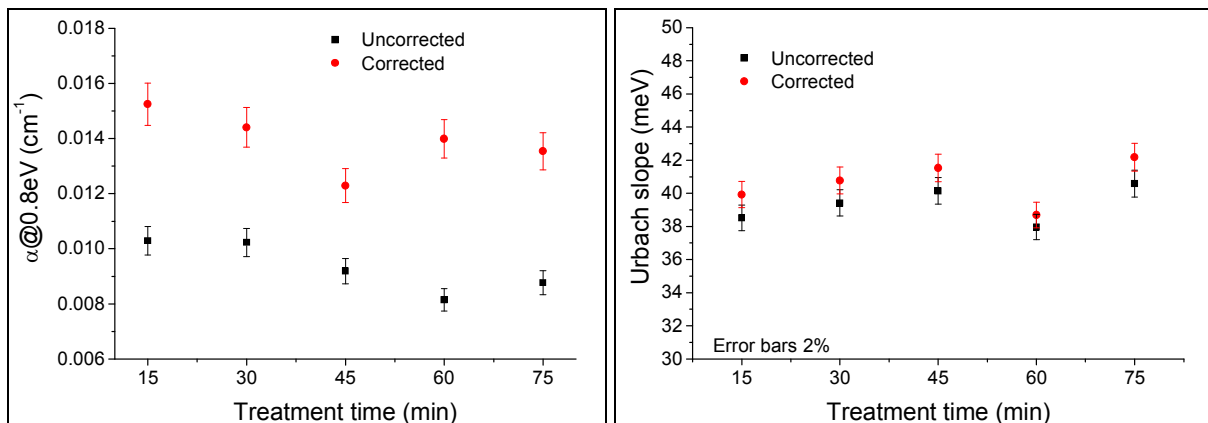 0.018
0.016
0.014
0.012
0.010
0.008
0.006
α@0.8eV (cm⁻¹)
Uncorrected
Corrected
15 30 45 60 75
Treatment time (min)
50
48
46
44
42
40
38
36
34
32
30
Urbach slope (meV)
Uncorrected
Corrected
Error bars 2%
15 30 45 60 75
Treatment time (min)